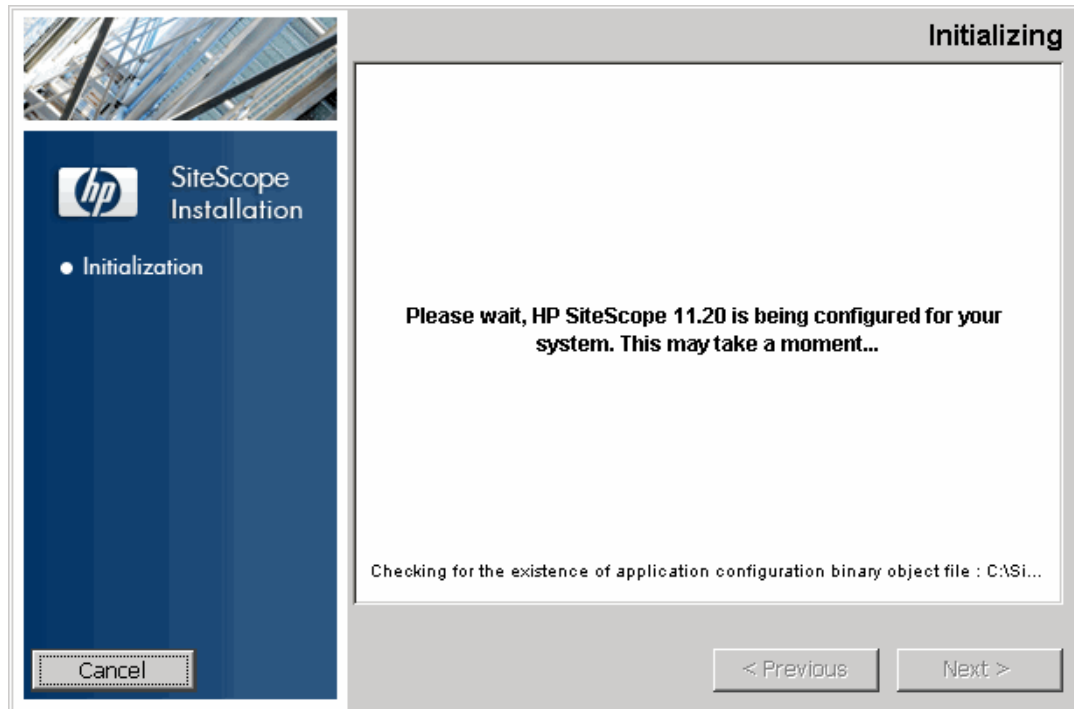 Initializing
hp
SiteScope
Installation
Initialization
Please wait, HP SiteScope 11.20 is being configured for your
system. This may take a moment...
Checking for the existence of application configuration binary object file : C:\Si...
Cancel
< Previous
Next >